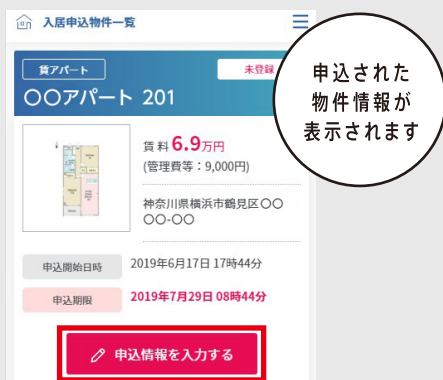 入居申込物件一覧
賃アパート
未登録
〇〇アパート 201
申込された
物件情報が
表示されます
賃料6.9万円
(管理費等：9,000円)
神奈川県横浜市鶴見区〇〇
〇〇-〇〇
申込開始日時 2019年6月17日 17時44分
申込期限 2019年7月29日 08時44分
申込情報を入力する